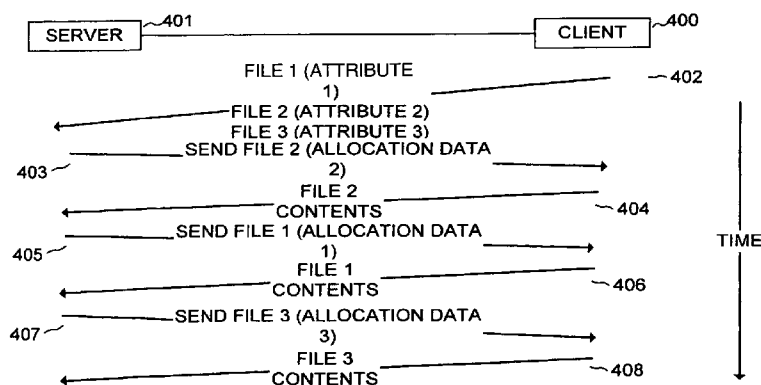 SERVER
401
CLIENT
400
FILE 1 (ATTRIBUTE
1)
402
FILE 2 (ATTRIBUTE 2)
FILE 3 (ATTRIBUTE 3)
403
SEND FILE 2 (ALLOCATION DATA
2)
FILE 2
CONTENTS
404
405
SEND FILE 1 (ALLOCATION DATA
1)
TIME
FILE 1
CONTENTS
406
407
SEND FILE 3 (ALLOCATION DATA
3)
FILE 3
CONTENTS
408